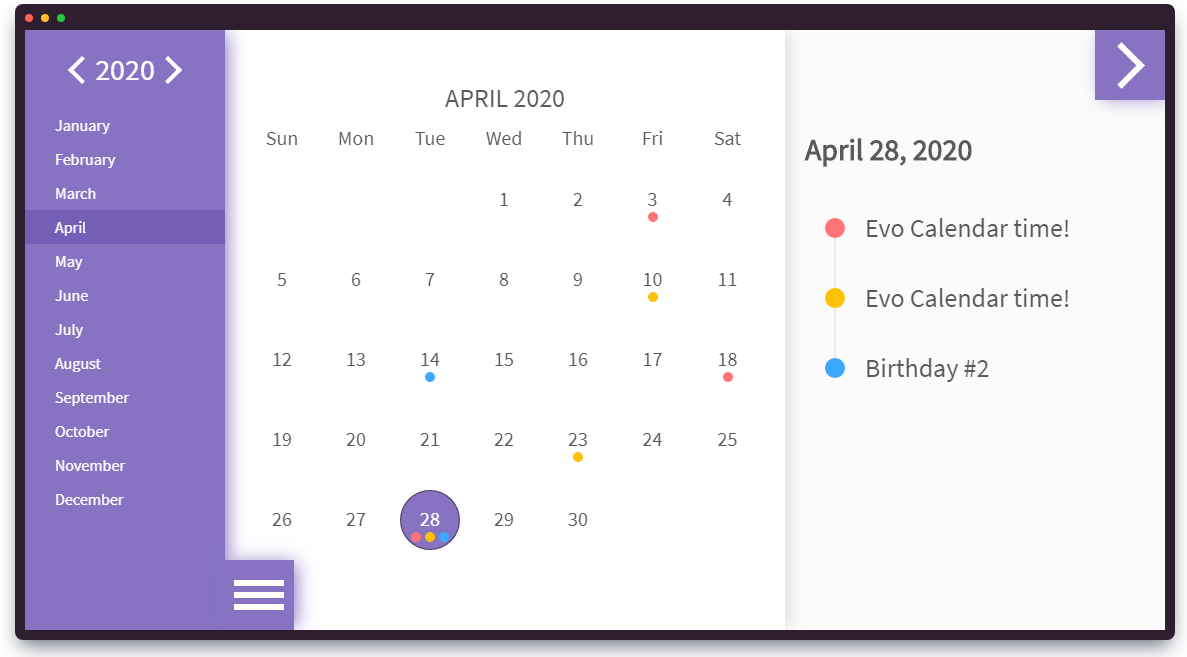 2020
January
February
March
April
May
June
July
August
September
October
November
December
APRIL 2020
Sun Mon Tue Wed Thu Fri Sat
1 2 3 4
5 6 7 8 9 10 11
12 13 14 15 16 17 18
19 20 21 22 23 24 25
26 27 28 29 30
April 28, 2020
Evo Calendar time!
Evo Calendar time!
Birthday #2